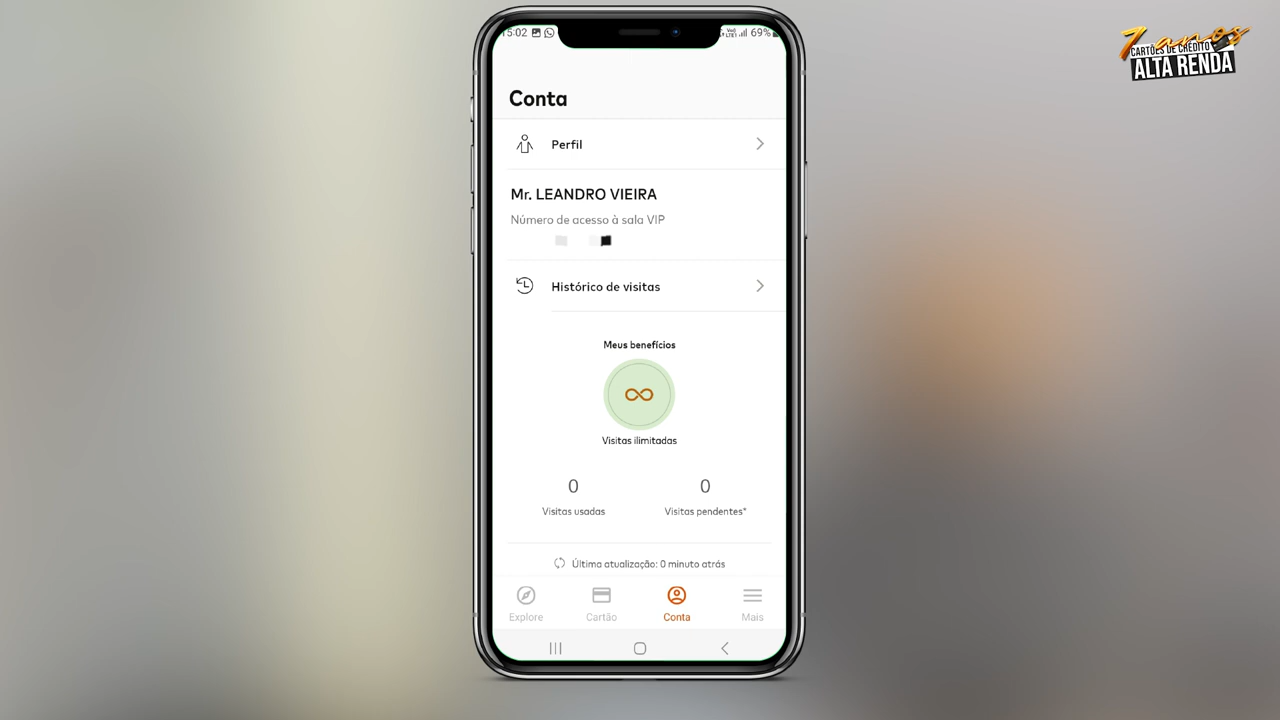 15:02
69%
7 anos
CARTÕES DE CRÉDITO
ALTA RENDA
Conta
Perfil
Mr. LEANDRO VIEIRA
Número de acesso à sala VIP
Histórico de visitas
Meus benefícios
Visitas ilimitadas
0 0
Visitas usadas Visitas pendentes*
Última atualização: 0 minuto atrás
Explore Cartão Conta Mais